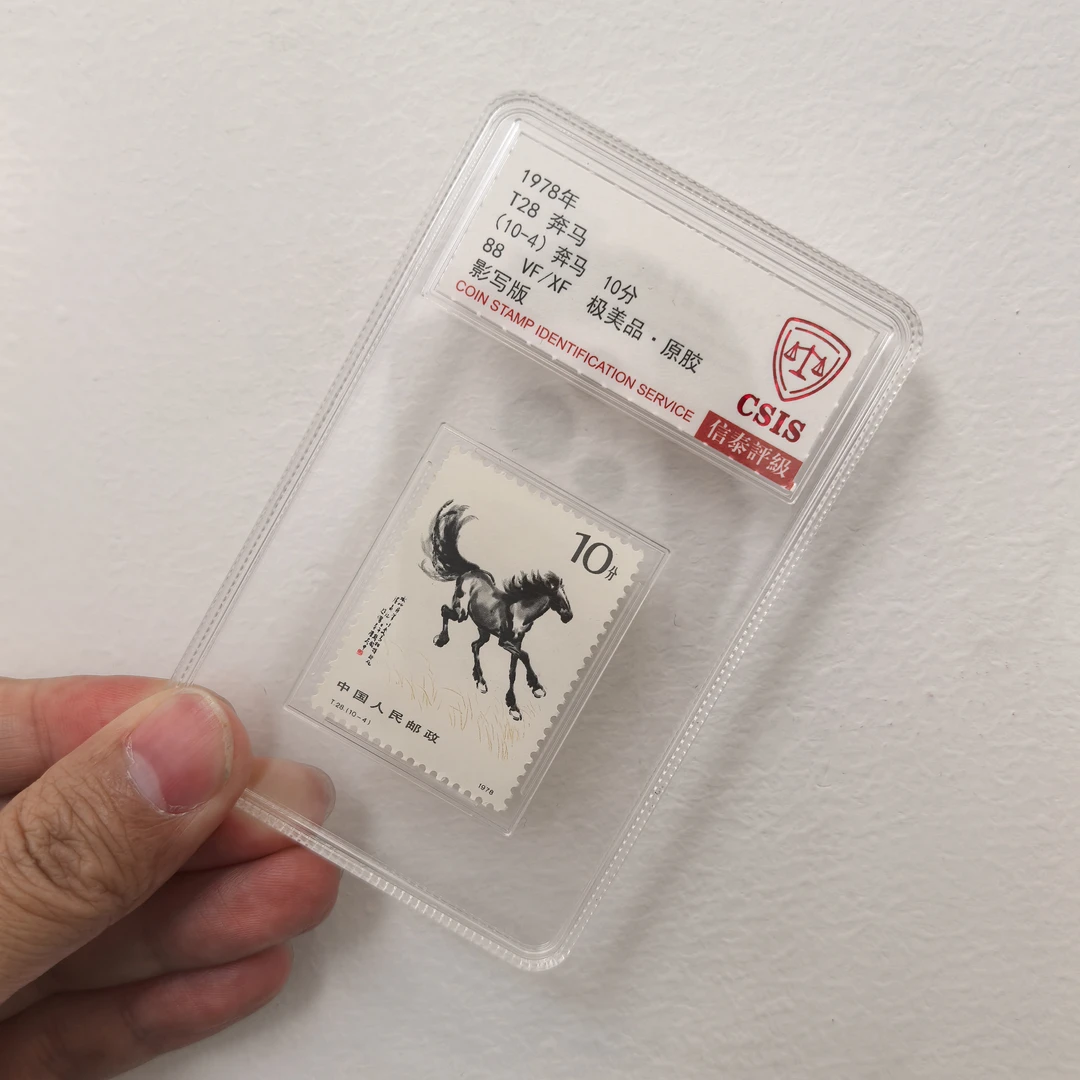 1978年
T28 奔马
(10-4) 奔马 10分
88 VF/XF 极美品·原胶
影写版
COIN STAMP IDENTIFICATION SERVICE
CSIS
信泰評級
10分
中国人民邮政
T.28.(10-4)
1978